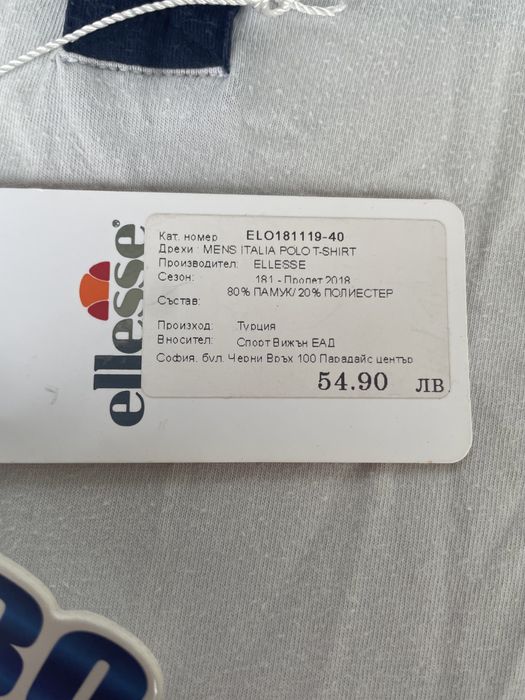 ellesse®
Кат. номер ELO181119-40
Дрехи: MENS ITALIA POLO T-SHIRT
Производител: ELLESSE
Сезон: 181 - Пролет 2018
Състав: 80% ПАМУК/ 20% ПОЛИЕСТЕР
Произход: Турция
Вносител: Спорт Вижън ЕАД
София, бул. Черни Връх 100 Парадайс център
54.90 ЛВ